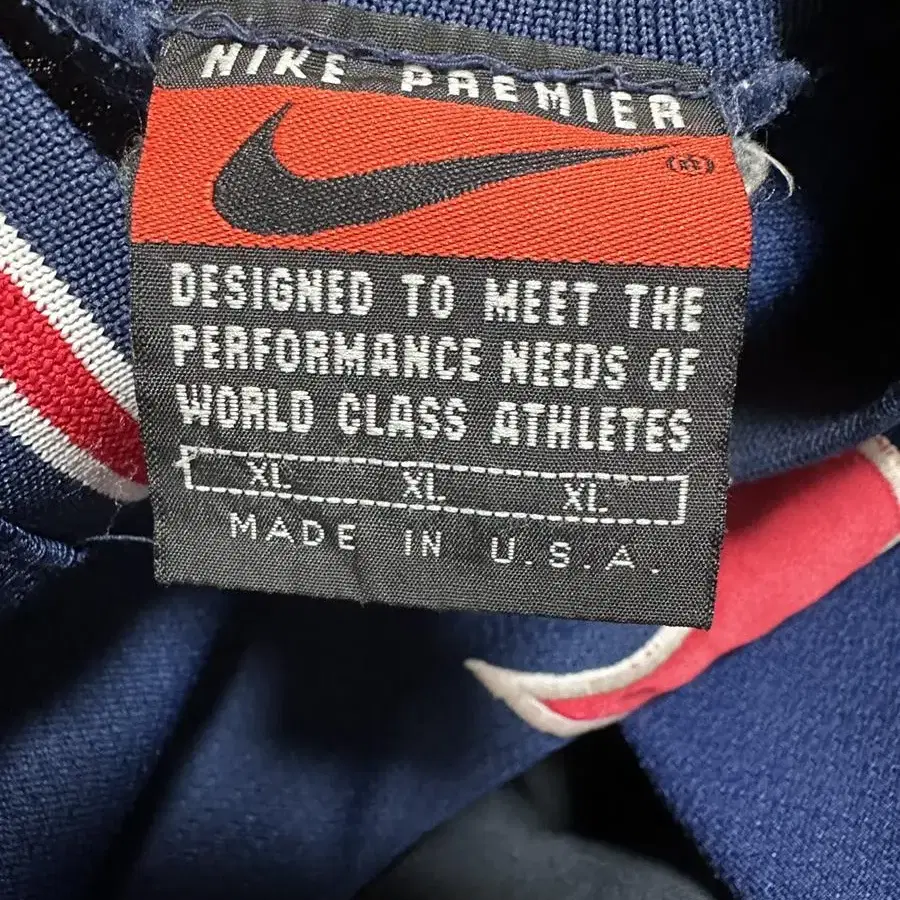 NIKE PREMIER
(R)
DESIGNED TO MEET THE
PERFORMANCE NEEDS OF
WORLD CLASS ATHLETES
XL XL XL
MADE IN U.S.A.